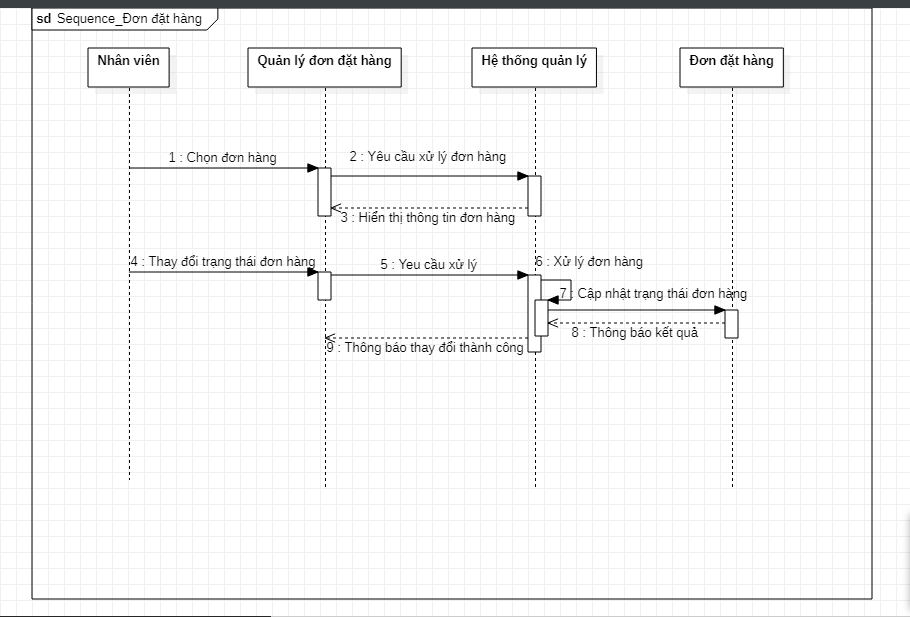 sd Sequence_Đơn đặt hàng
Nhân viên
Quản lý đơn đặt hàng
Hệ thống quản lý
Đơn đặt hàng
1 : Chọn đơn hàng
2 : Yêu cầu xử lý đơn hàng
3 : Hiển thị thông tin đơn hàng
4 : Thay đổi trạng thái đơn hàng
5 : Yeu cầu xử lý
6 : Xử lý đơn hàng
7 : Cập nhật trạng thái đơn hàng
8 : Thông báo kết quả
9 : Thông báo thay đổi thành công